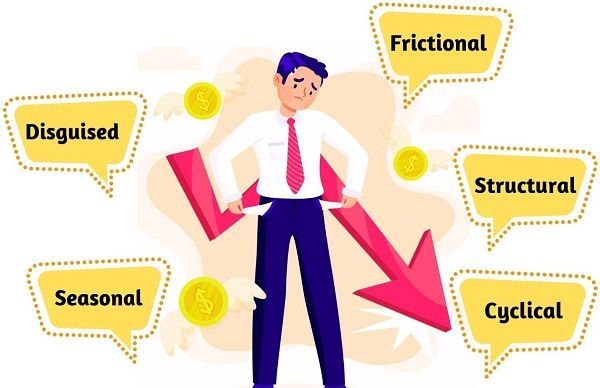 Frictional
Disguised
Structural
Seasonal
Cyclical
$
$
$